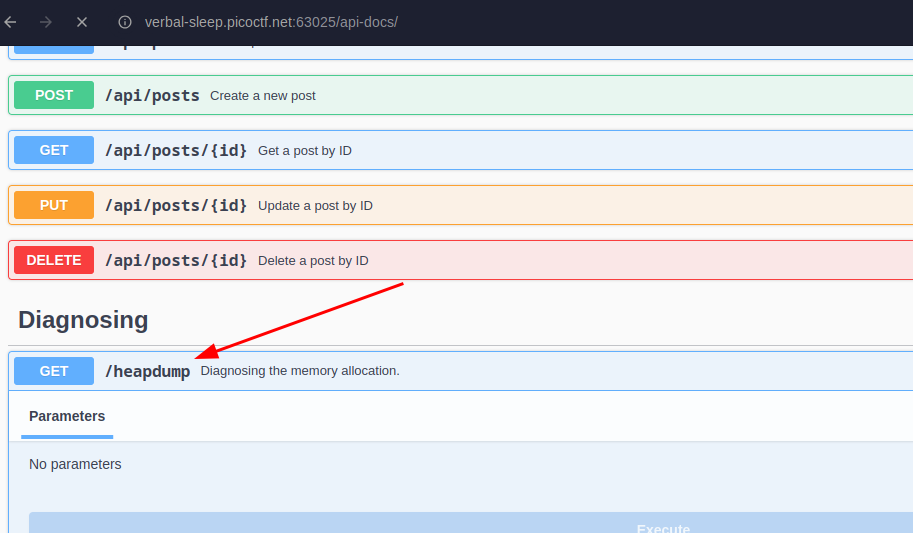 verbal-sleep.picoctf.net:63025/api-docs/
POST /api/posts Create a new post
GET /api/posts/{id} Get a post by ID
PUT /api/posts/{id} Update a post by ID
DELETE /api/posts/{id} Delete a post by ID
Diagnosing
GET /heapdump Diagnosing the memory allocation.
Parameters
No parameters
Execute